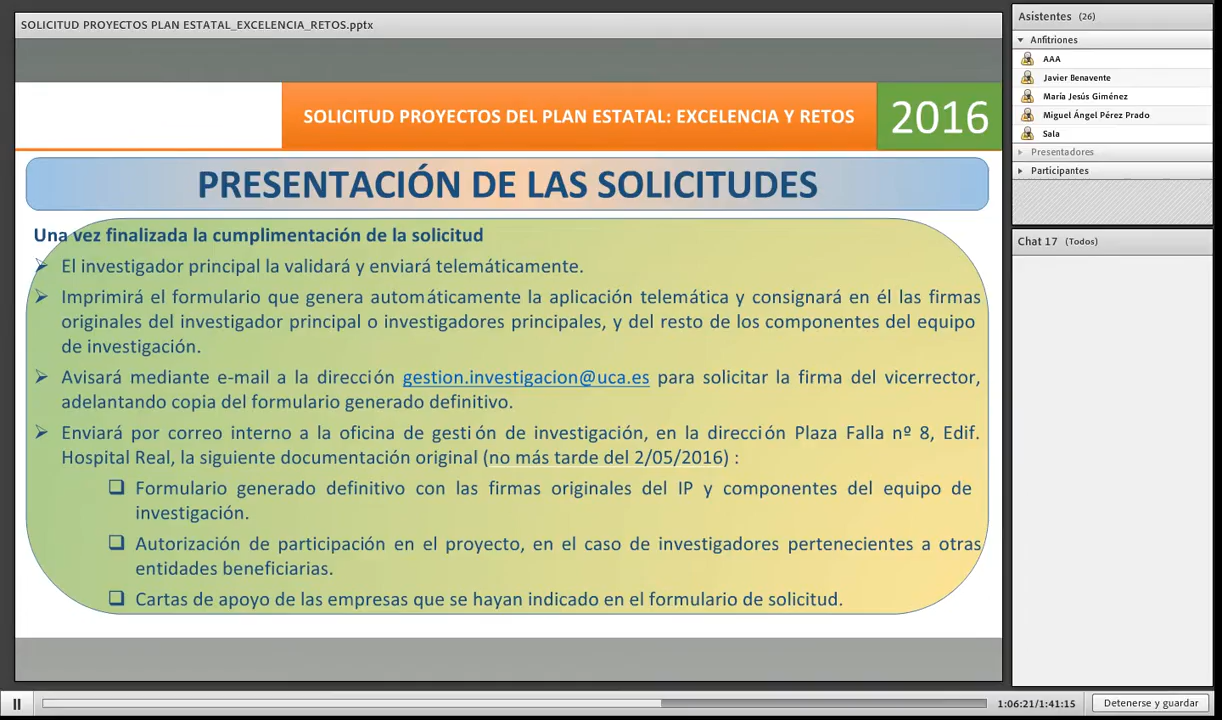 SOLICITUD PROYECTOS PLAN ESTATAL_EXCELENCIA_RETOS.pptx
SOLICITUD PROYECTOS DEL PLAN ESTATAL: EXCELENCIA Y RETOS
2016
PRESENTACIÓN DE LAS SOLICITUDES
Una vez finalizada la cumplimentación de la solicitud
El investigador principal la validará y enviará telemáticamente.
Imprimirá el formulario que genera automáticamente la aplicación telemática y consignará en él las firmas
originales del investigador principal o investigadores principales, y del resto de los componentes del equipo
de investigación.
Avisará mediante e-mail a la dirección gestion.investigacion@uca.es para solicitar la firma del vicerrector,
adelantando copia del formulario generado definitivo.
Enviará por correo interno a la oficina de gestión de investigación, en la dirección Plaza Falla nº 8, Edif.
Hospital Real, la siguiente documentación original (no más tarde del 2/05/2016) :
Formulario generado definitivo con las firmas originales del IP y componentes del equipo de
investigación.
Autorización de participación en el proyecto, en el caso de investigadores pertenecientes a otras
entidades beneficiarias.
Cartas de apoyo de las empresas que se hayan indicado en el formulario de solicitud.
Asistentes (26)
Anfitriones
AAA
Javier Benavente
María Jesús Giménez
Miguel Ángel Pérez Prado
Sala
Presentadores
Participantes
Chat 17 (Todos)
1:06:21/1:41:15
Detenerse y guardar